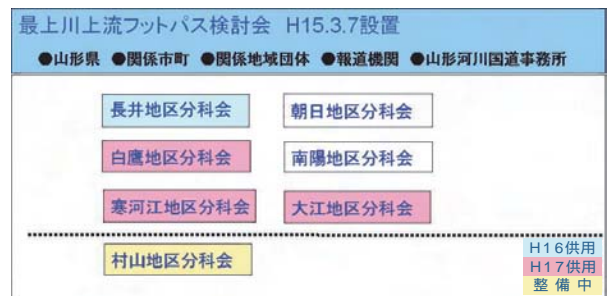 最上川上流フットパス検討会 H15.3.7設置
●山形県 ●関係市町 ●関係地域団体 ●報道機関 ●山形河川国道事務所
長井地区分科会 朝日地区分科会
白鷹地区分科会 南陽地区分科会
寒河江地区分科会 大江地区分科会
村山地区分科会
H16供用
H17供用
整備中